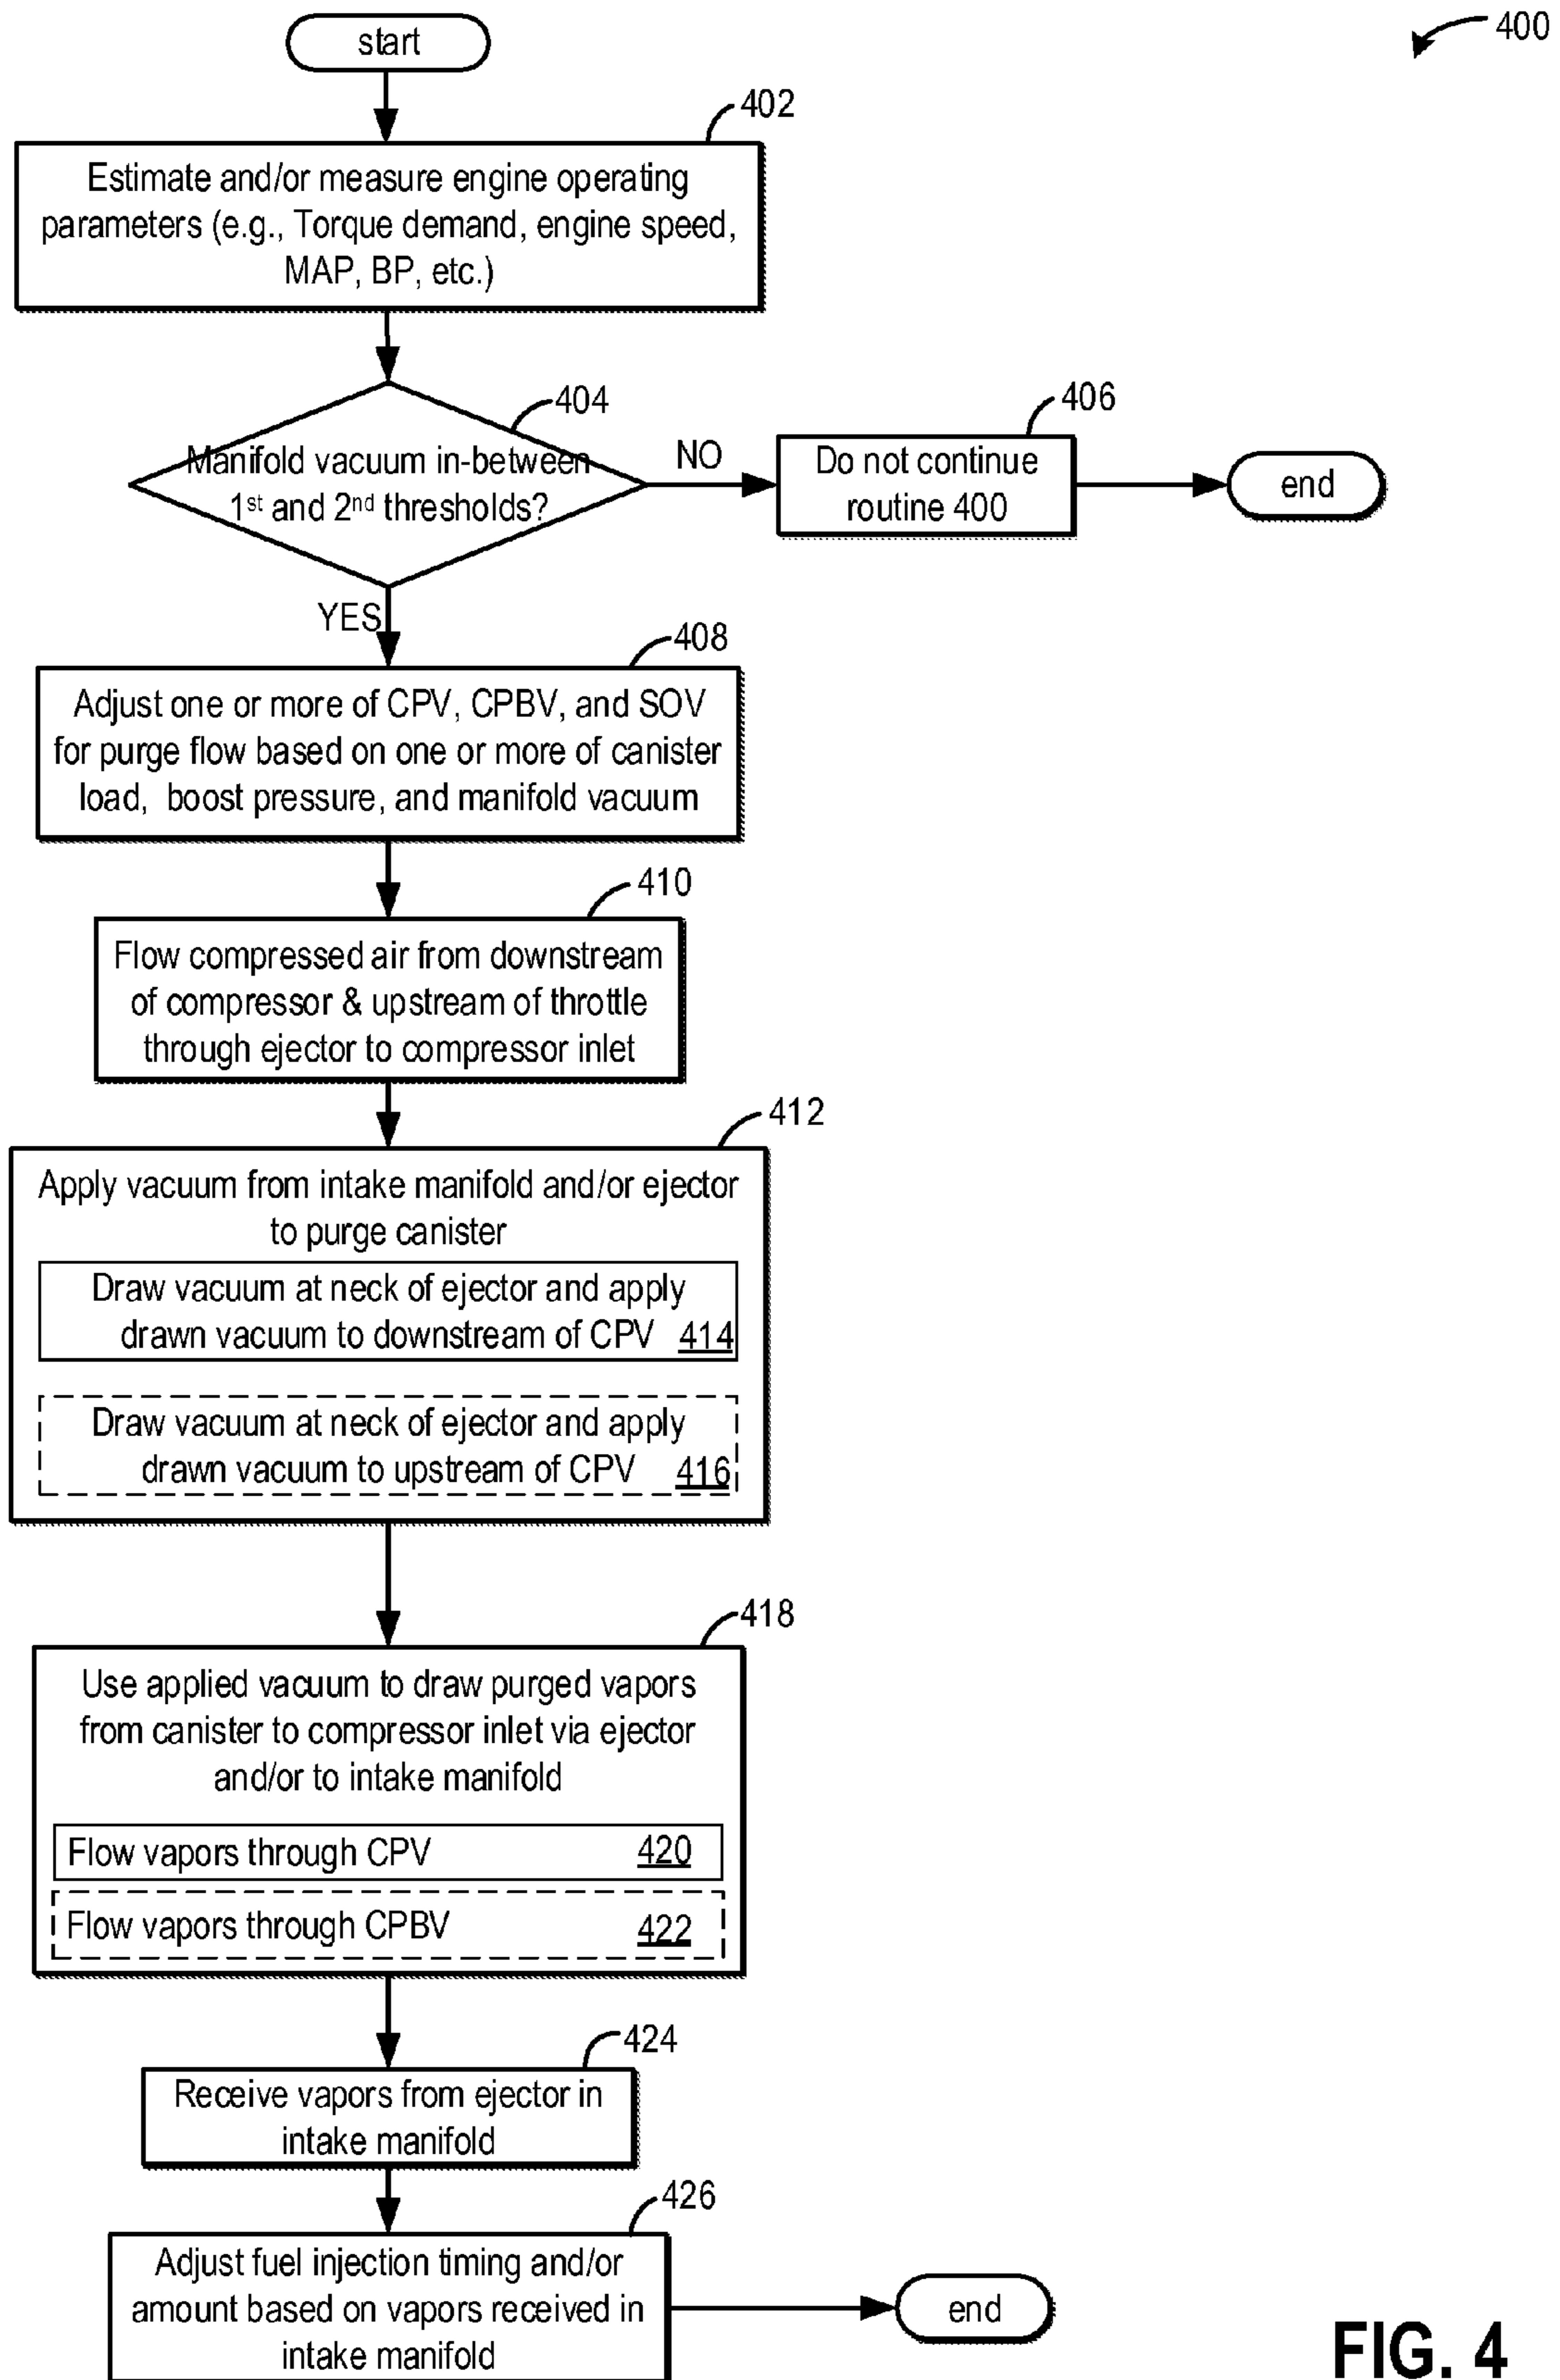 start
400
402
Estimate and/or measure engine operating
parameters (e.g., Torque demand, engine speed,
MAP, BP, etc.)
404
Manifold vacuum in-between
1st and 2nd thresholds?
NO
406
Do not continue
routine 400
end
YES
408
Adjust one or more of CPV, CPBV, and SOV
for purge flow based on one or more of canister
load, boost pressure, and manifold vacuum
410
Flow compressed air from downstream
of compressor & upstream of throttle
through ejector to compressor inlet
412
Apply vacuum from intake manifold and/or ejector
to purge canister
Draw vacuum at neck of ejector and apply
drawn vacuum to downstream of CPV 414
Draw vacuum at neck of ejector and apply
drawn vacuum to upstream of CPV 416
418
Use applied vacuum to draw purged vapors
from canister to compressor inlet via ejector
and/or to intake manifold
Flow vapors through CPV 420
Flow vapors through CPBV 422
424
Receive vapors from ejector in
intake manifold
426
Adjust fuel injection timing and/or
amount based on vapors received in
intake manifold
end
FIG. 4